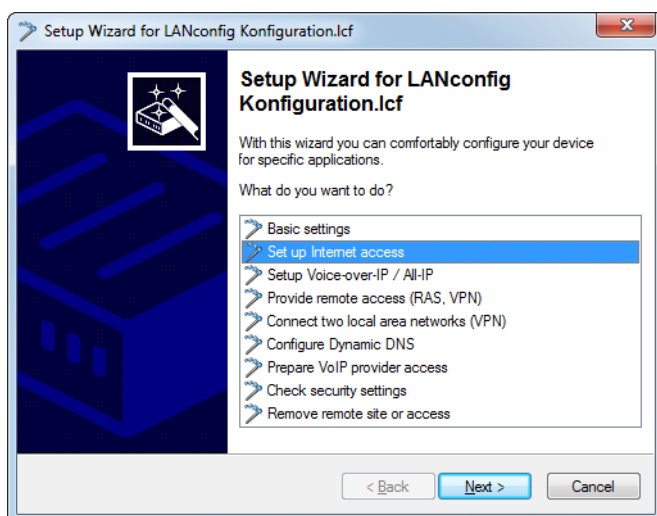 Setup Wizard for LANconfig Konfiguration.lcf
Setup Wizard for LANconfig
Konfiguration.lcf
With this wizard you can comfortably configure your device
for specific applications.
What do you want to do?
Basic settings
Set up Internet access
Setup Voice-over-IP / All-IP
Provide remote access (RAS, VPN)
Connect two local area networks (VPN)
Configure Dynamic DNS
Prepare VoIP provider access
Check security settings
Remove remote site or access
< Back Next > Cancel